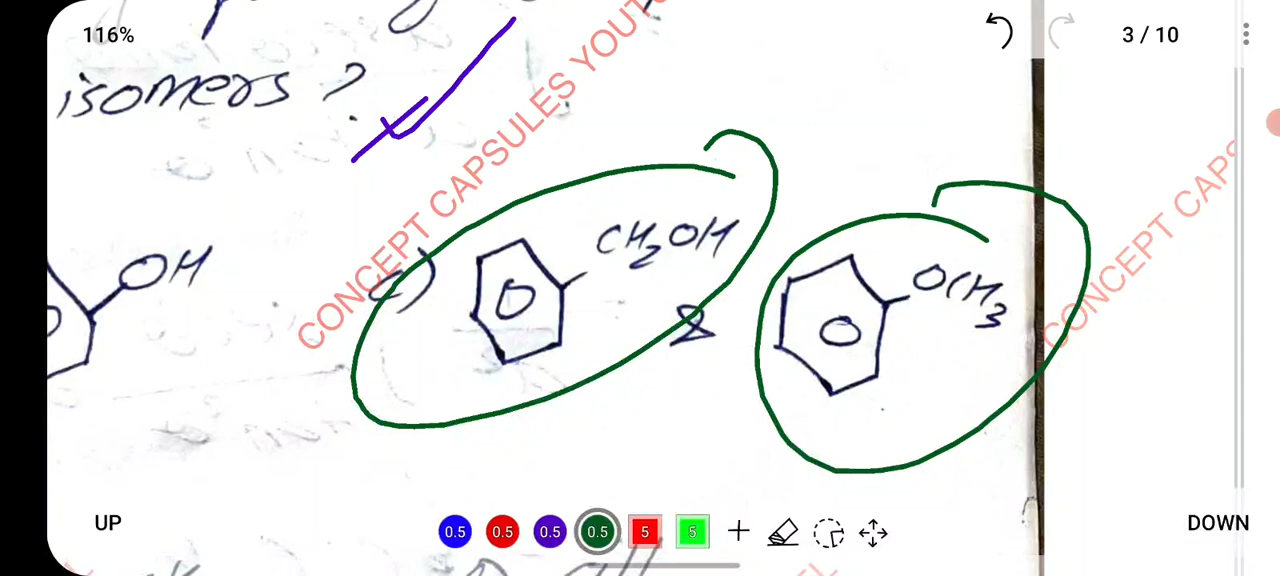 116%
3 / 10
isomers ?
CONCEPT CAPSULES YOUT
CONCEPT CAPS
OH
c)
CH2OH
&
OCH3
UP
0.5 0.5 0.5 0.5 5 5
DOWN
EL